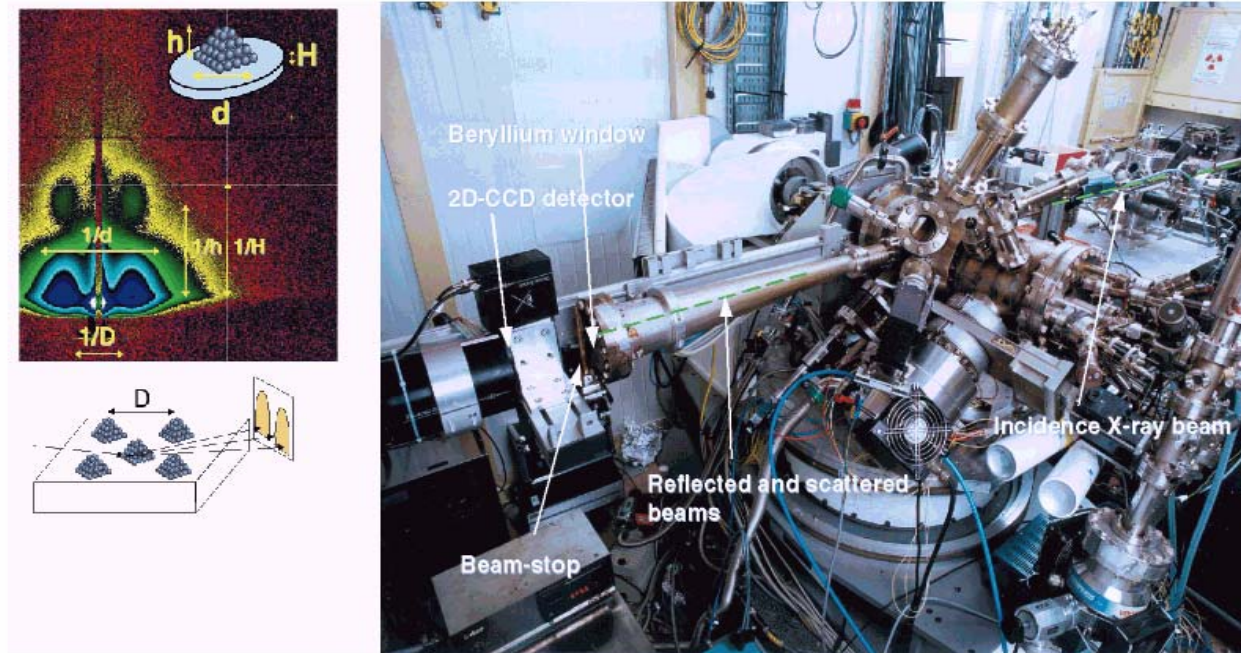 h
H
d
1/d
1/h
1/H
1/D
D
Beryllium window
2D-CCD detector
Incidence X-ray beam
Reflected and scattered
beams
Beam-stop